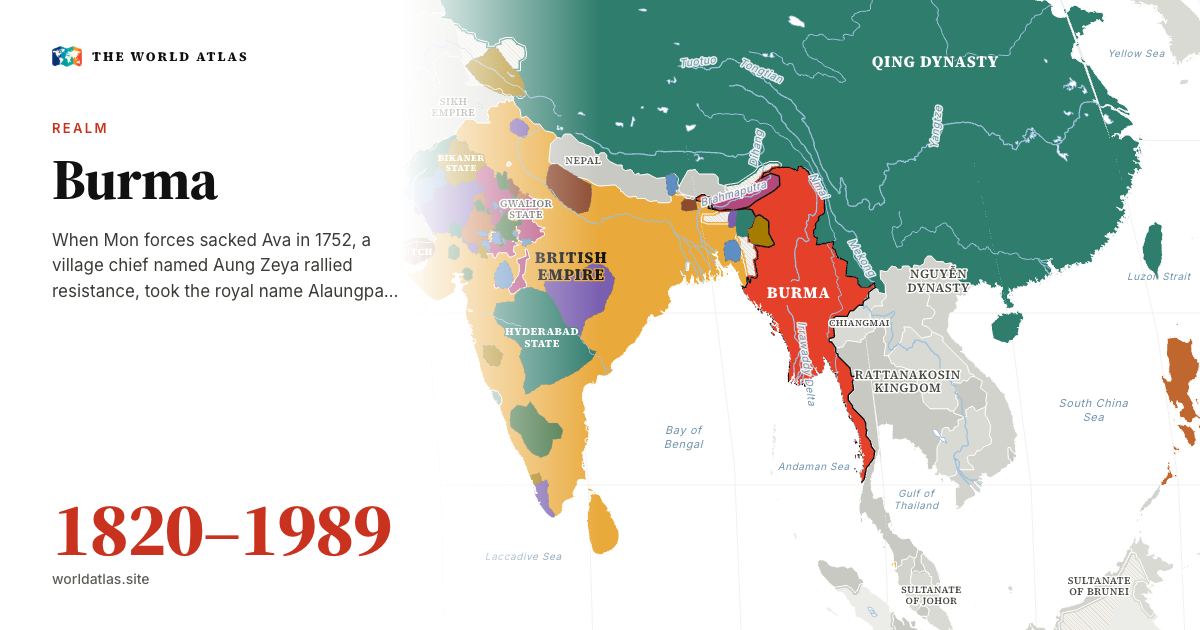 THE WORLD ATLAS
REALM
Burma
When Mon forces sacked Ava in 1752, a
village chief named Aung Zeya rallied
resistance, took the royal name Alaungpa...
1820–1989
worldatlas.site
QING DYNASTY
Yellow Sea
Tuotuo
Tongtian
Yangtze
SIKH
EMPIRE
BIKANER
STATE
NEPAL
Dihang
Brahmaputra
Nmai
Mekong
GWALIOR
STATE
BRITISH
EMPIRE
BURMA
NGUYỄN
DYNASTY
Luzon Strait
CHIANGMAI
HYDERABAD
STATE
Irrawaddy Delta
RATTANAKOSIN
KINGDOM
South China
Sea
Bay of
Bengal
Andaman Sea
Gulf of
Thailand
Laccadive Sea
SULTANATE
OF JOHOR
SULTANATE
OF BRUNEI